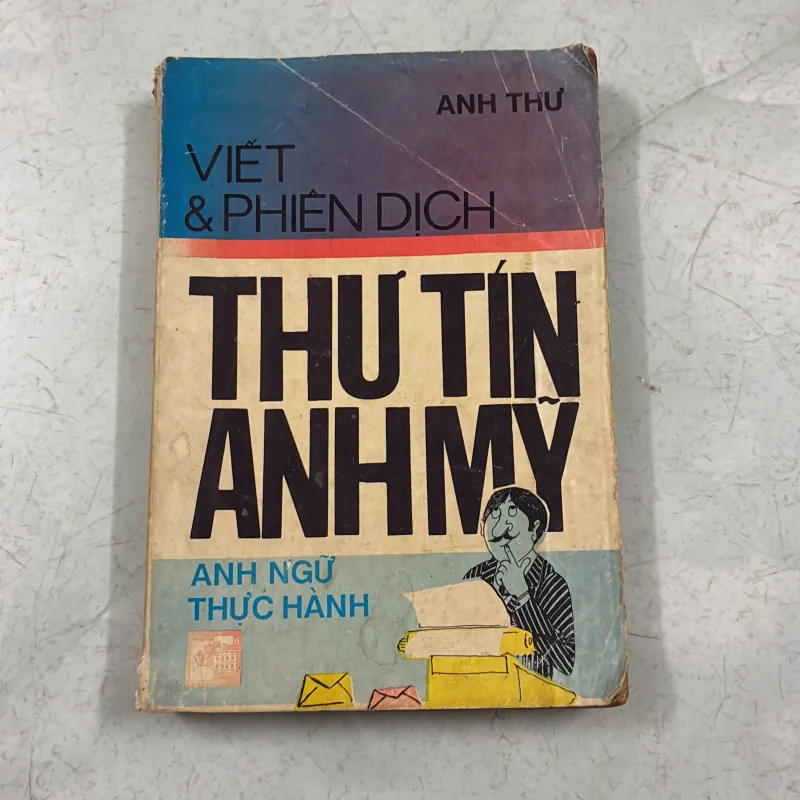 ANH THƯ
VIẾT
& PHIÊN DỊCH
THƯ TÍN
ANH MỸ
ANH NGỮ
THỰC HÀNH